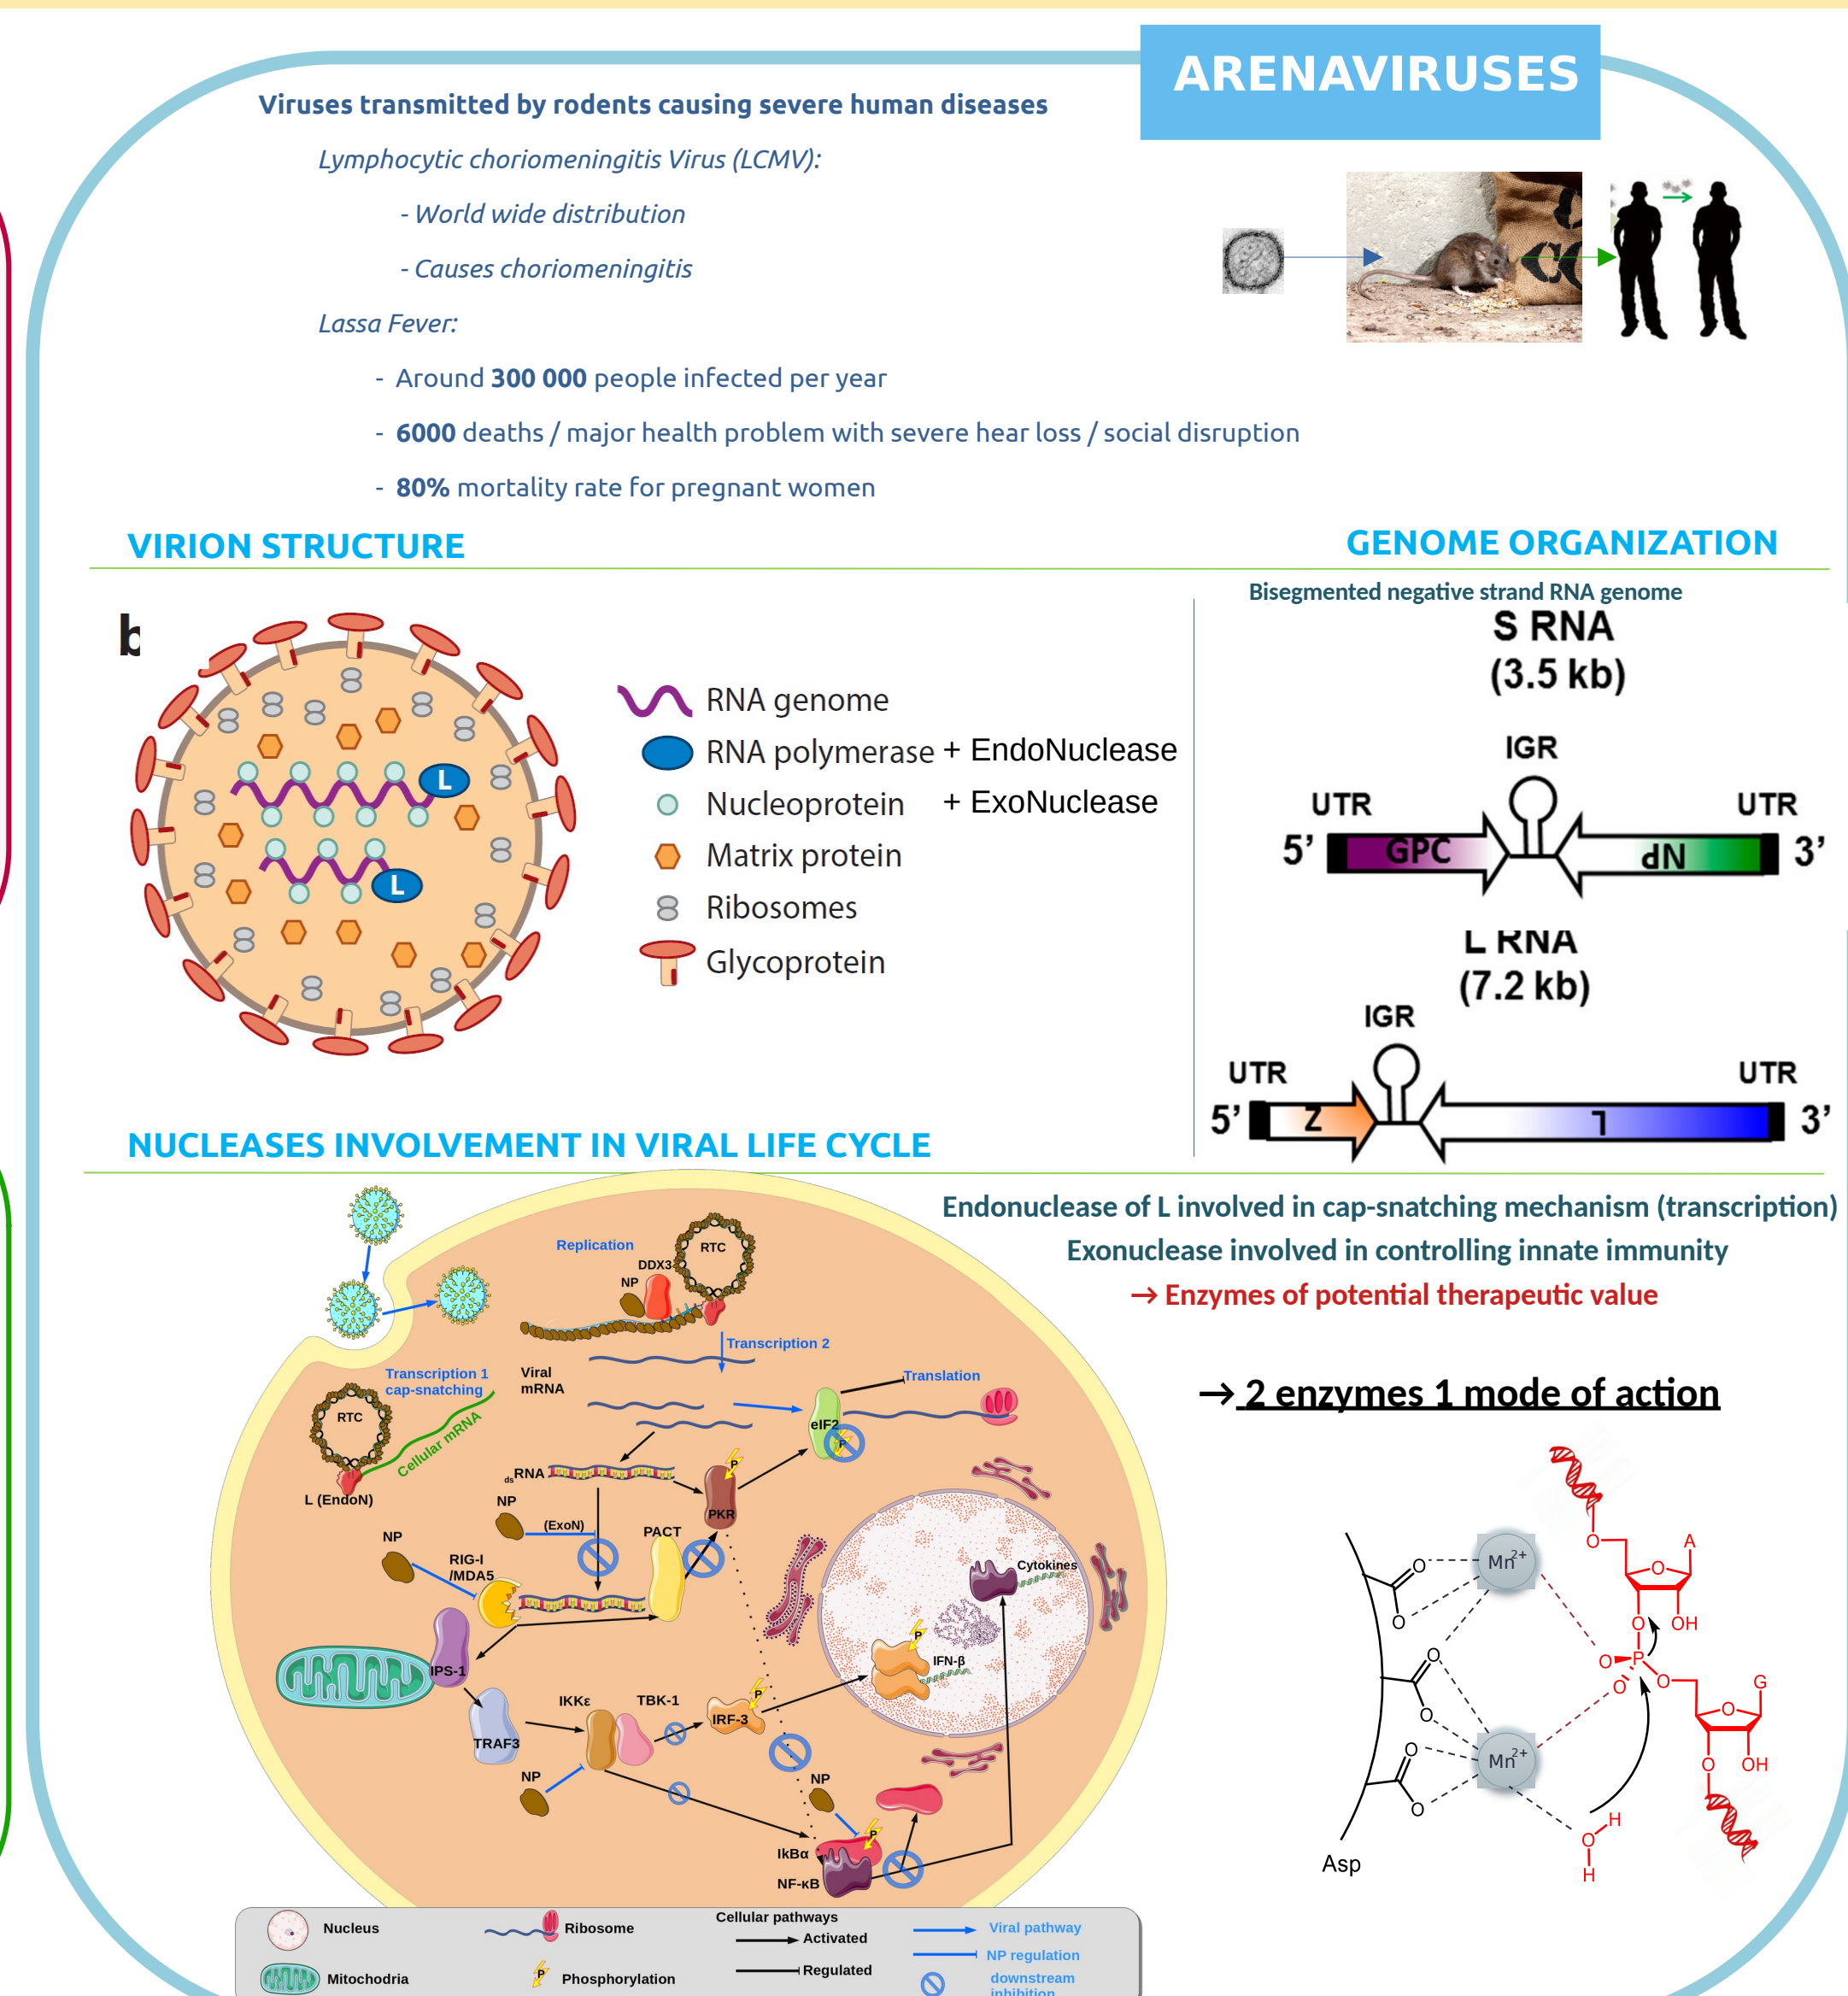 ARENAVIRUSES
Viruses transmitted by rodents causing severe human diseases
Lymphocytic choriomeningitis Virus (LCMV):
- World wide distribution
- Causes choriomeningitis
Lassa Fever:
- Around 300 000 people infected per year
- 6000 deaths / major health problem with severe hear loss / social disruption
- 80% mortality rate for pregnant women
VIRION STRUCTURE
b
L
L
RNA genome
RNA polymerase + EndoNuclease
Nucleoprotein + ExoNuclease
Matrix protein
Ribosomes
Glycoprotein
GENOME ORGANIZATION
Bisegmented negative strand RNA genome
S RNA
(3.5 kb)
IGR
UTR UTR
5' GPC NP 3'
L RNA
(7.2 kb)
IGR
UTR UTR
5' Z L 3'
NUCLEASES INVOLVEMENT IN VIRAL LIFE CYCLE
Endonuclease of L involved in cap-snatching mechanism (transcription)
Exonuclease involved in controlling innate immunity
→ Enzymes of potential therapeutic value
→ 2 enzymes 1 mode of action
Replication
RTC
DDX3
NP
Transcription 2
Transcription 1
cap-snatching
Viral
mRNA
Translation
RTC
Cellular mRNA
eIF2
P
L (EndoN)
dsRNA
P
NP
(ExoN)
PKR
PACT
NP
RIG-I
/MDA5
Cytokines
IPS-1
P
IFN-β
IKKε
TBK-1
P
IRF-3
TRAF3
NP
NP
P
IkBα
NF-κB
Nucleus
Ribosome
Cellular pathways
Activated
Viral pathway
NP regulation
Mitochodria
P
Phosphorylation
Regulated
downstream
inhibition
O
O
Mn2+
O
A
O
O
OH
O
O
P
O
O
O
O
G
O
O
OH
O
O
Mn2+
O
H
O
H
Asp